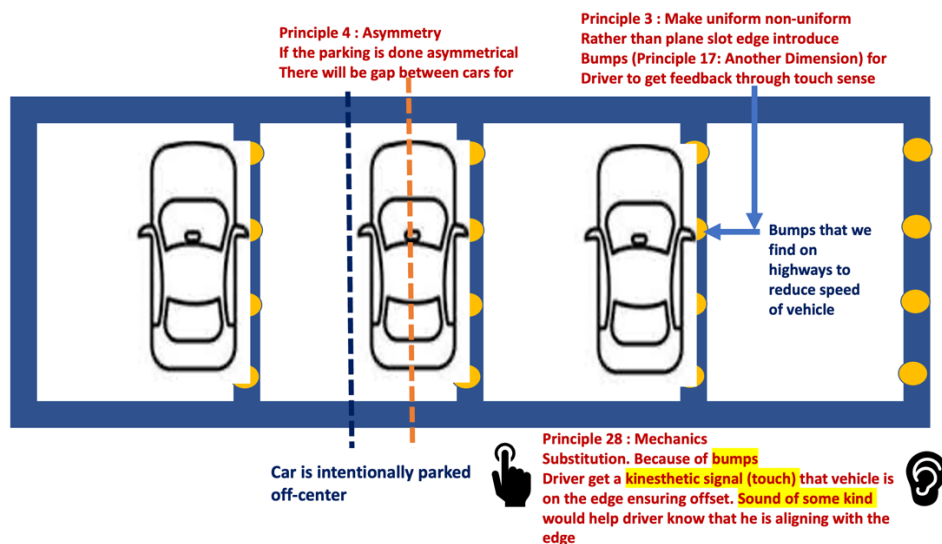 Principle 4 : Asymmetry
If the parking is done asymmetrical
There will be gap between cars for
Principle 3 : Make uniform non-uniform
Rather than plane slot edge introduce
Bumps (Principle 17: Another Dimension) for
Driver to get feedback through touch sense
Bumps that we
find on
highways to
reduce speed
of vehicle
Car is intentionally parked
off-center
Principle 28 : Mechanics
Substitution. Because of bumps
Driver get a kinesthetic signal (touch) that vehicle is
on the edge ensuring offset. Sound of some kind
would help driver know that he is aligning with the
edge